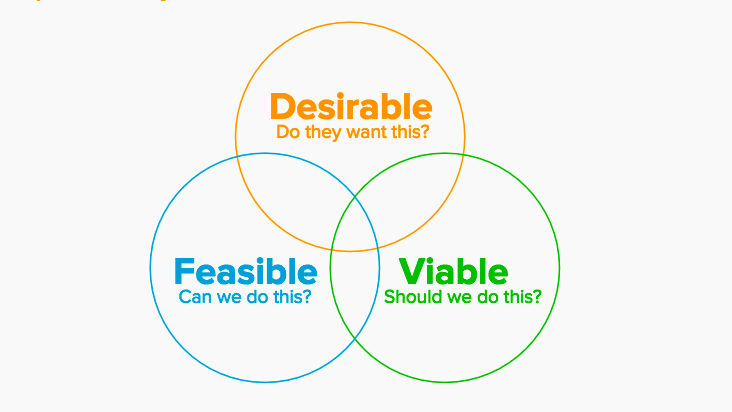 Desirable
Do they want this?
Feasible
Can we do this?
Viable
Should we do this?